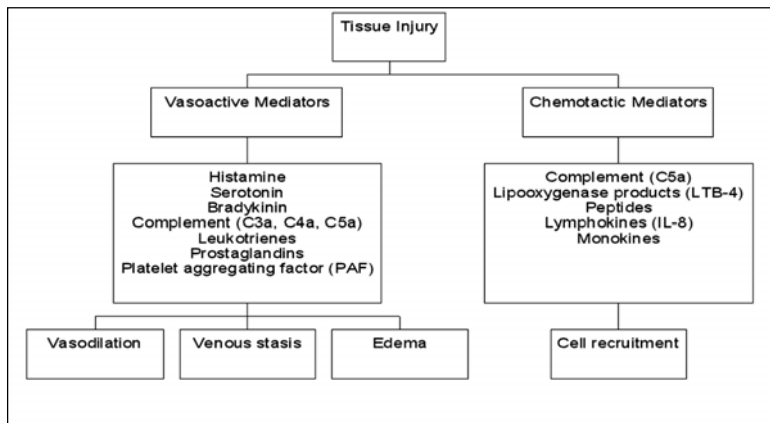 Tissue Injury
Vasoactive Mediators
Chemotactic Mediators
Histamine
Serotonin
Bradykinin
Complement (C3a, C4a, C5a)
Leukotrienes
Prostaglandins
Platelet aggregating factor (PAF)
Complement (C5a)
Lipooxygenase products (LTB-4)
Peptides
Lymphokines (IL-8)
Monokines
Vasodilation
Venous stasis
Edema
Cell recruitment